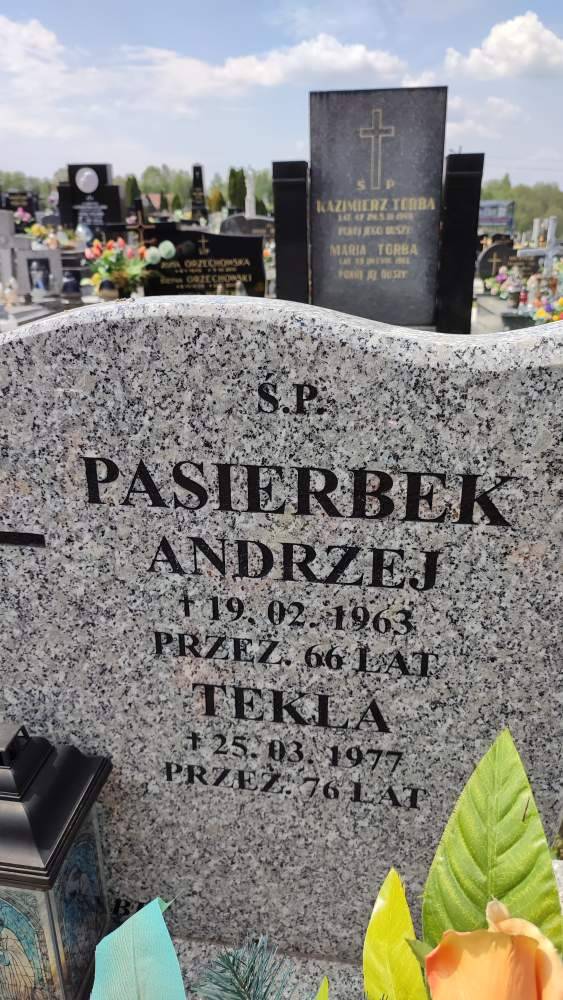 Ś P
KAZIMIERZ TORBA
POKÓJ JEGO DUSZY
MARIA TORBA
POKÓJ JEJ DUSZY
ORZECHOWSKA
ORZECHOWSKI
Ś.P.
PASIERBEK
ANDRZEJ
† 19. 02. 1963
PRZEŻ. 66 LAT
TEKLA
† 25. 03. 1977
PRZEŻ. 76 LAT